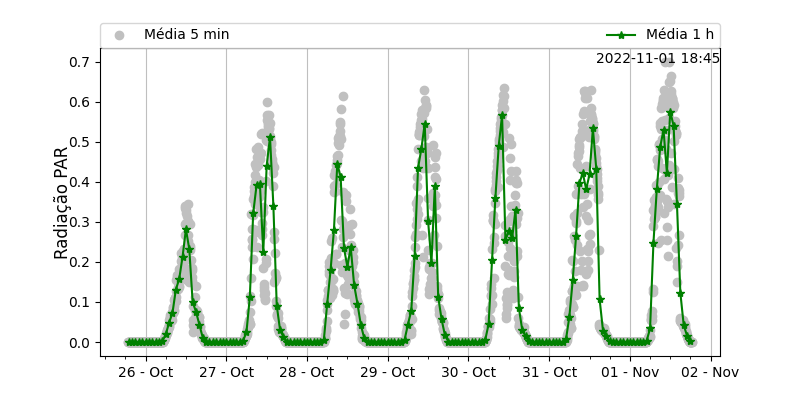 Média 5 min
Média 1 h
2022-11-01 18:45
Radiação PAR
0.7
0.6
0.5
0.4
0.3
0.2
0.1
0.0
26 - Oct
27 - Oct
28 - Oct
29 - Oct
30 - Oct
31 - Oct
01 - Nov
02 - Nov